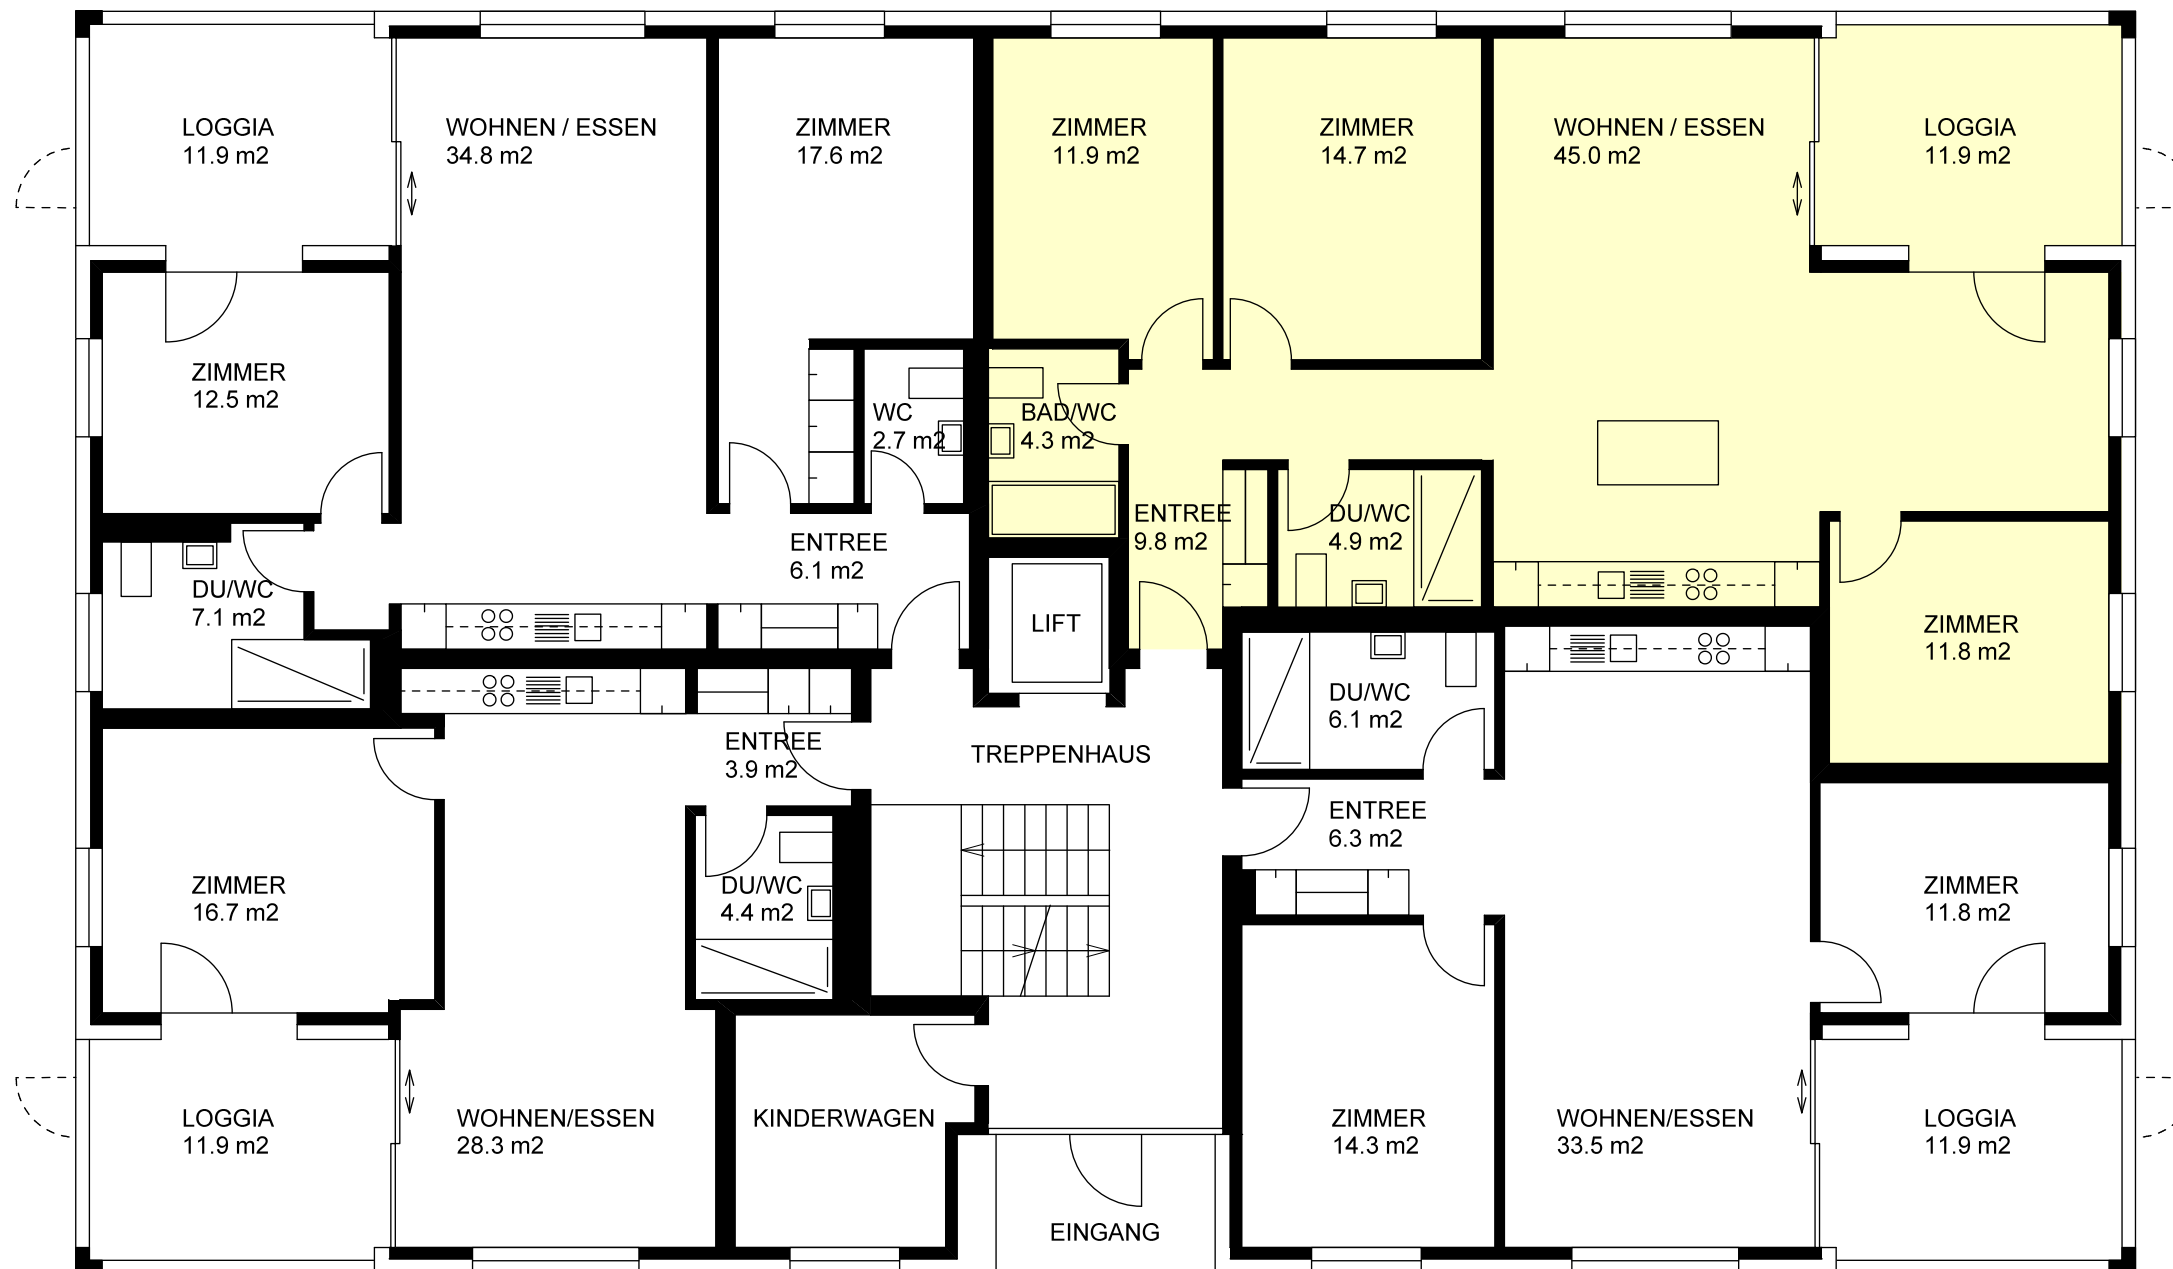 LOGGIA
11.9 m2
WOHNEN / ESSEN
34.8 m2
ZIMMER
17.6 m2
ZIMMER
11.9 m2
ZIMMER
14.7 m2
WOHNEN / ESSEN
45.0 m2
LOGGIA
11.9 m2
ZIMMER
12.5 m2
WC
2.7 m2
BAD/WC
4.3 m2
ENTREE
6.1 m2
ENTREE
9.8 m2
DU/WC
4.9 m2
DU/WC
7.1 m2
LIFT
ZIMMER
11.8 m2
DU/WC
6.1 m2
ENTREE
3.9 m2
TREPPENHAUS
ENTREE
6.3 m2
ZIMMER
16.7 m2
DU/WC
4.4 m2
ZIMMER
11.8 m2
LOGGIA
11.9 m2
WOHNEN/ESSEN
28.3 m2
KINDERWAGEN
ZIMMER
14.3 m2
WOHNEN/ESSEN
33.5 m2
LOGGIA
11.9 m2
EINGANG